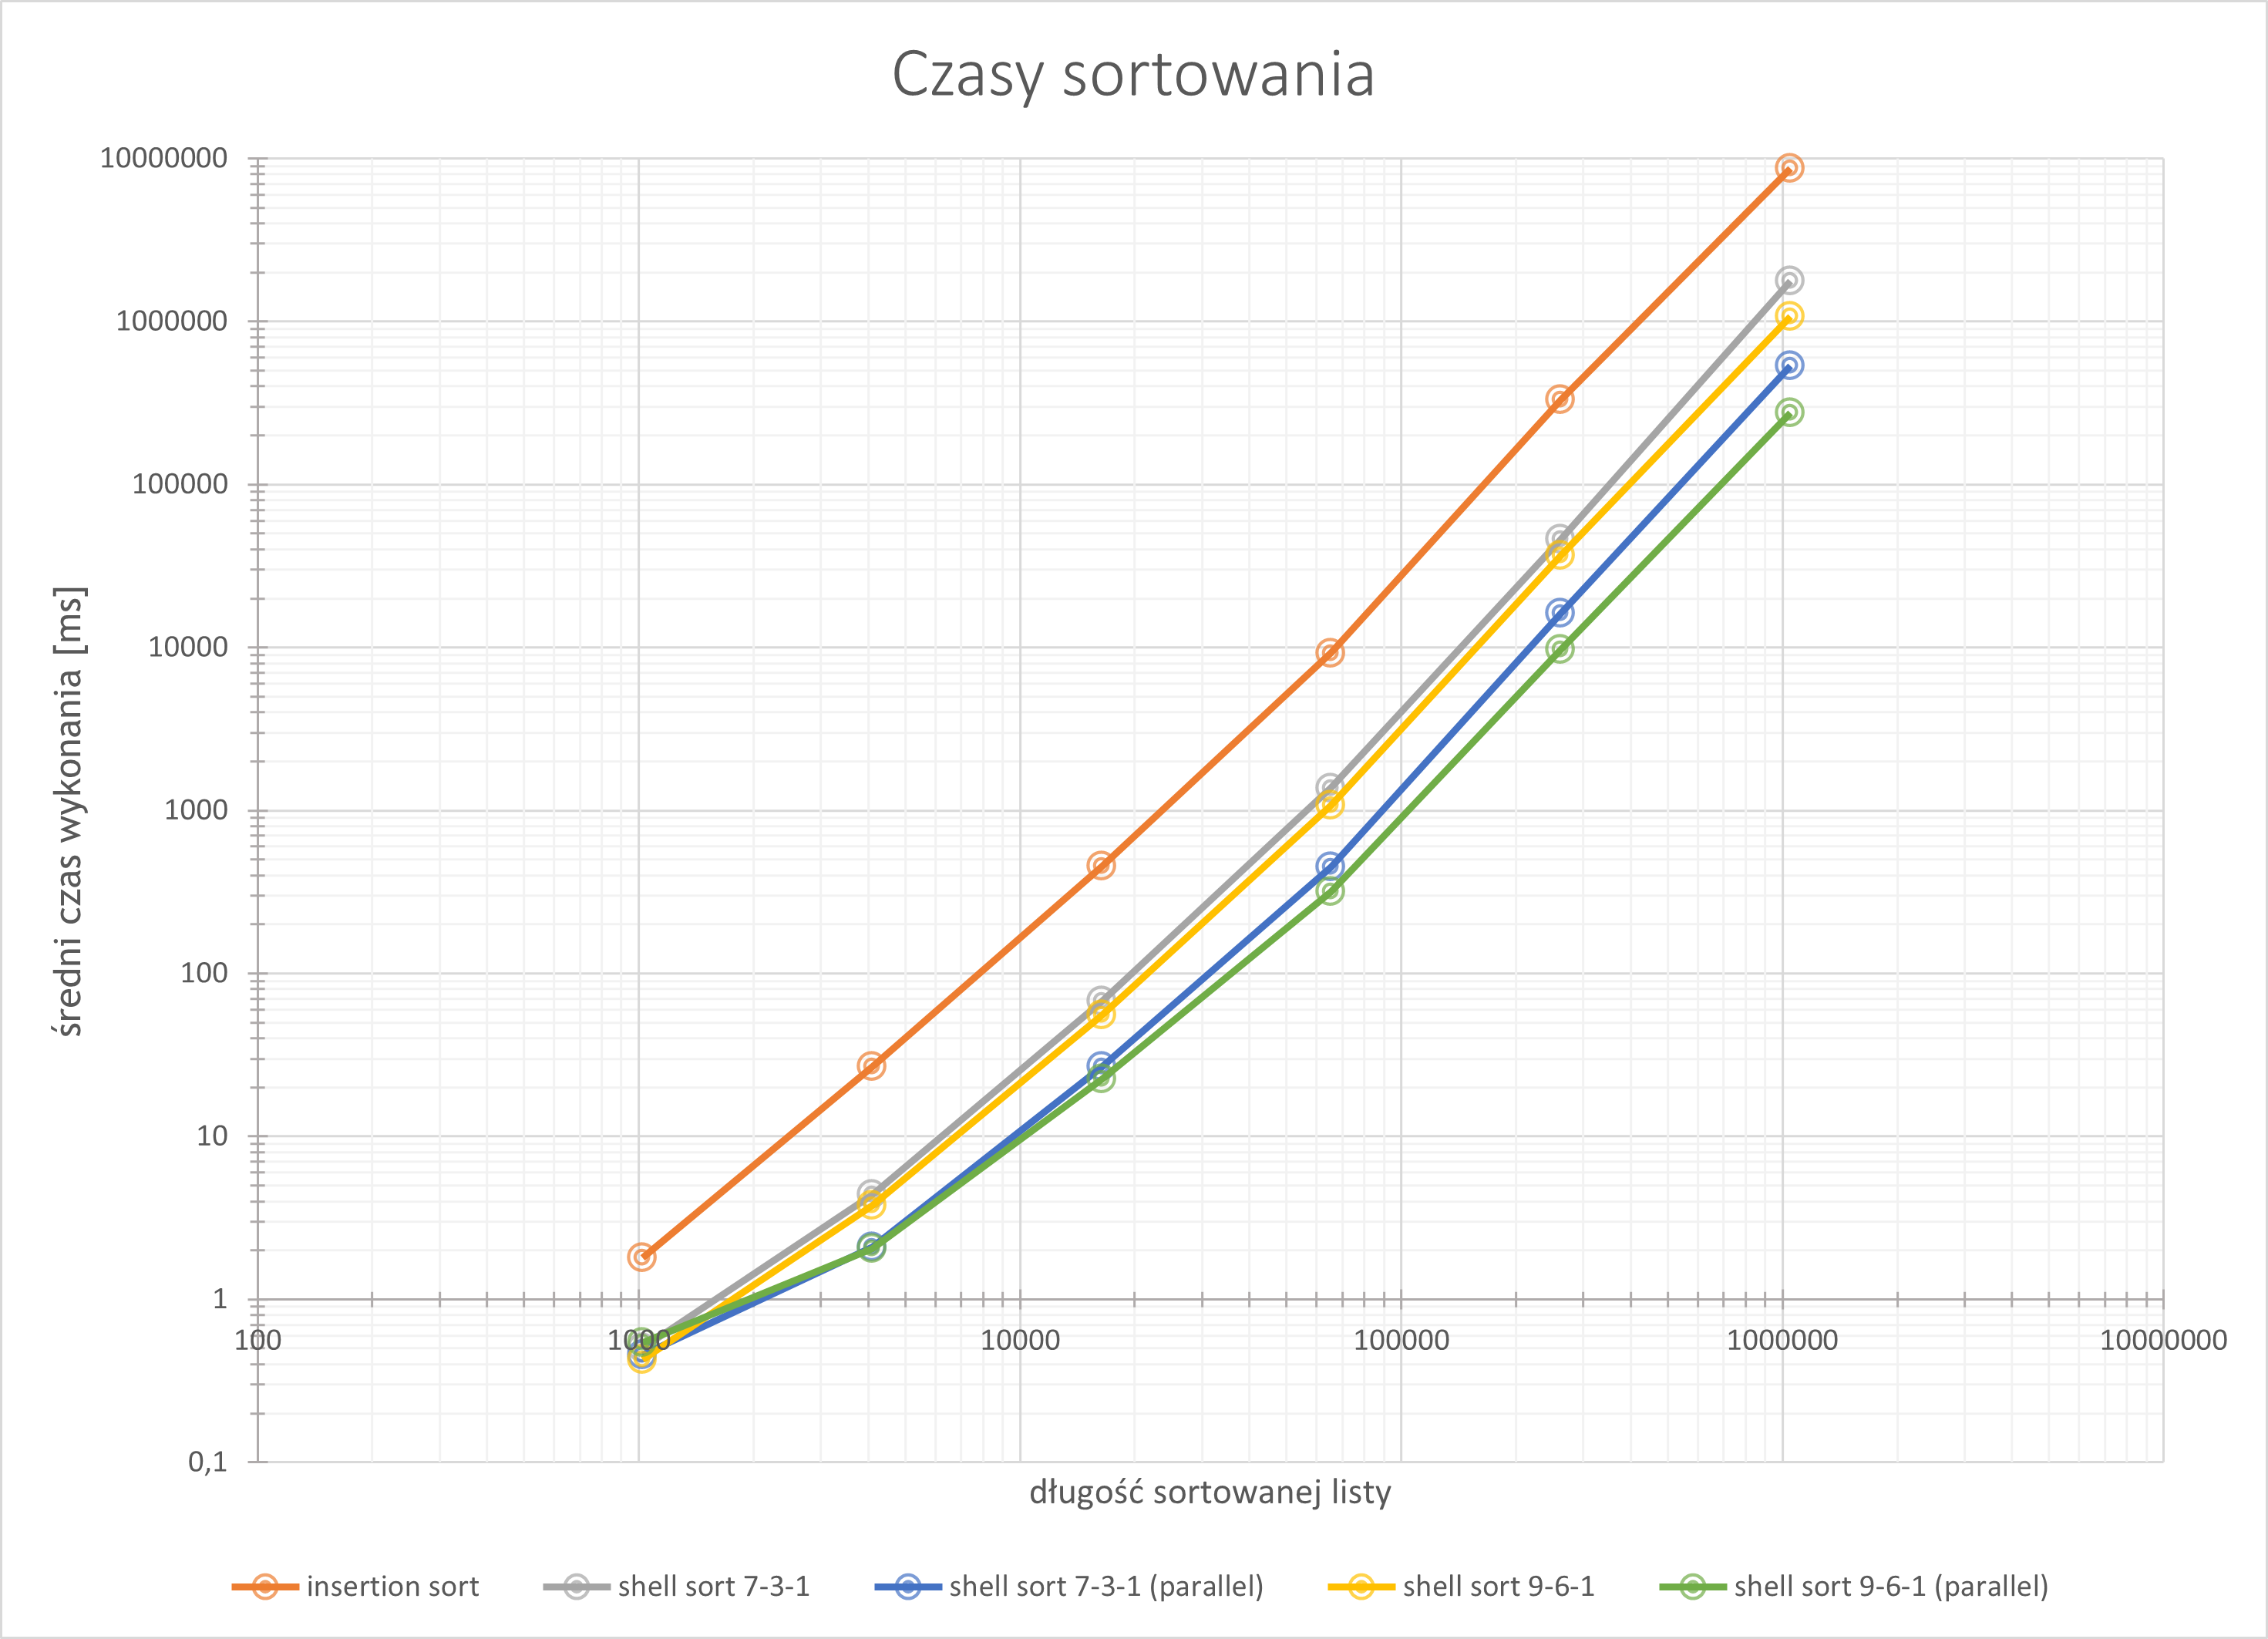 Czasy sortowania
10000000
1000000
100000
10000
1000
100
10
1
0,1
średni czas wykonania [ms]
100 1000 10000 100000 1000000 10000000
długość sortowanej listy
insertion sort shell sort 7-3-1 shell sort 7-3-1 (parallel) shell sort 9-6-1 shell sort 9-6-1 (parallel)